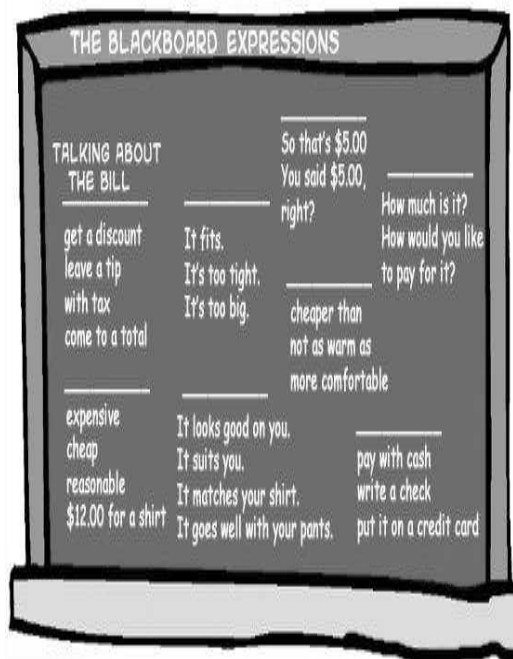 THE BLACKBOARD EXPRESSIONS
TALKING ABOUT
THE BILL
get a discount
leave a tip
with tax
come to a total
It fits.
It's too tight.
It's too big.
So that's $5.00
You said $5.00,
right?
How much is it?
How would you like
to pay for it?
cheaper than
not as warm as
more comfortable
expensive
cheap
reasonable
$12.00 for a shirt
It looks good on you.
It suits you.
It matches your shirt.
It goes well with your pants.
pay with cash
write a check
put it on a credit card